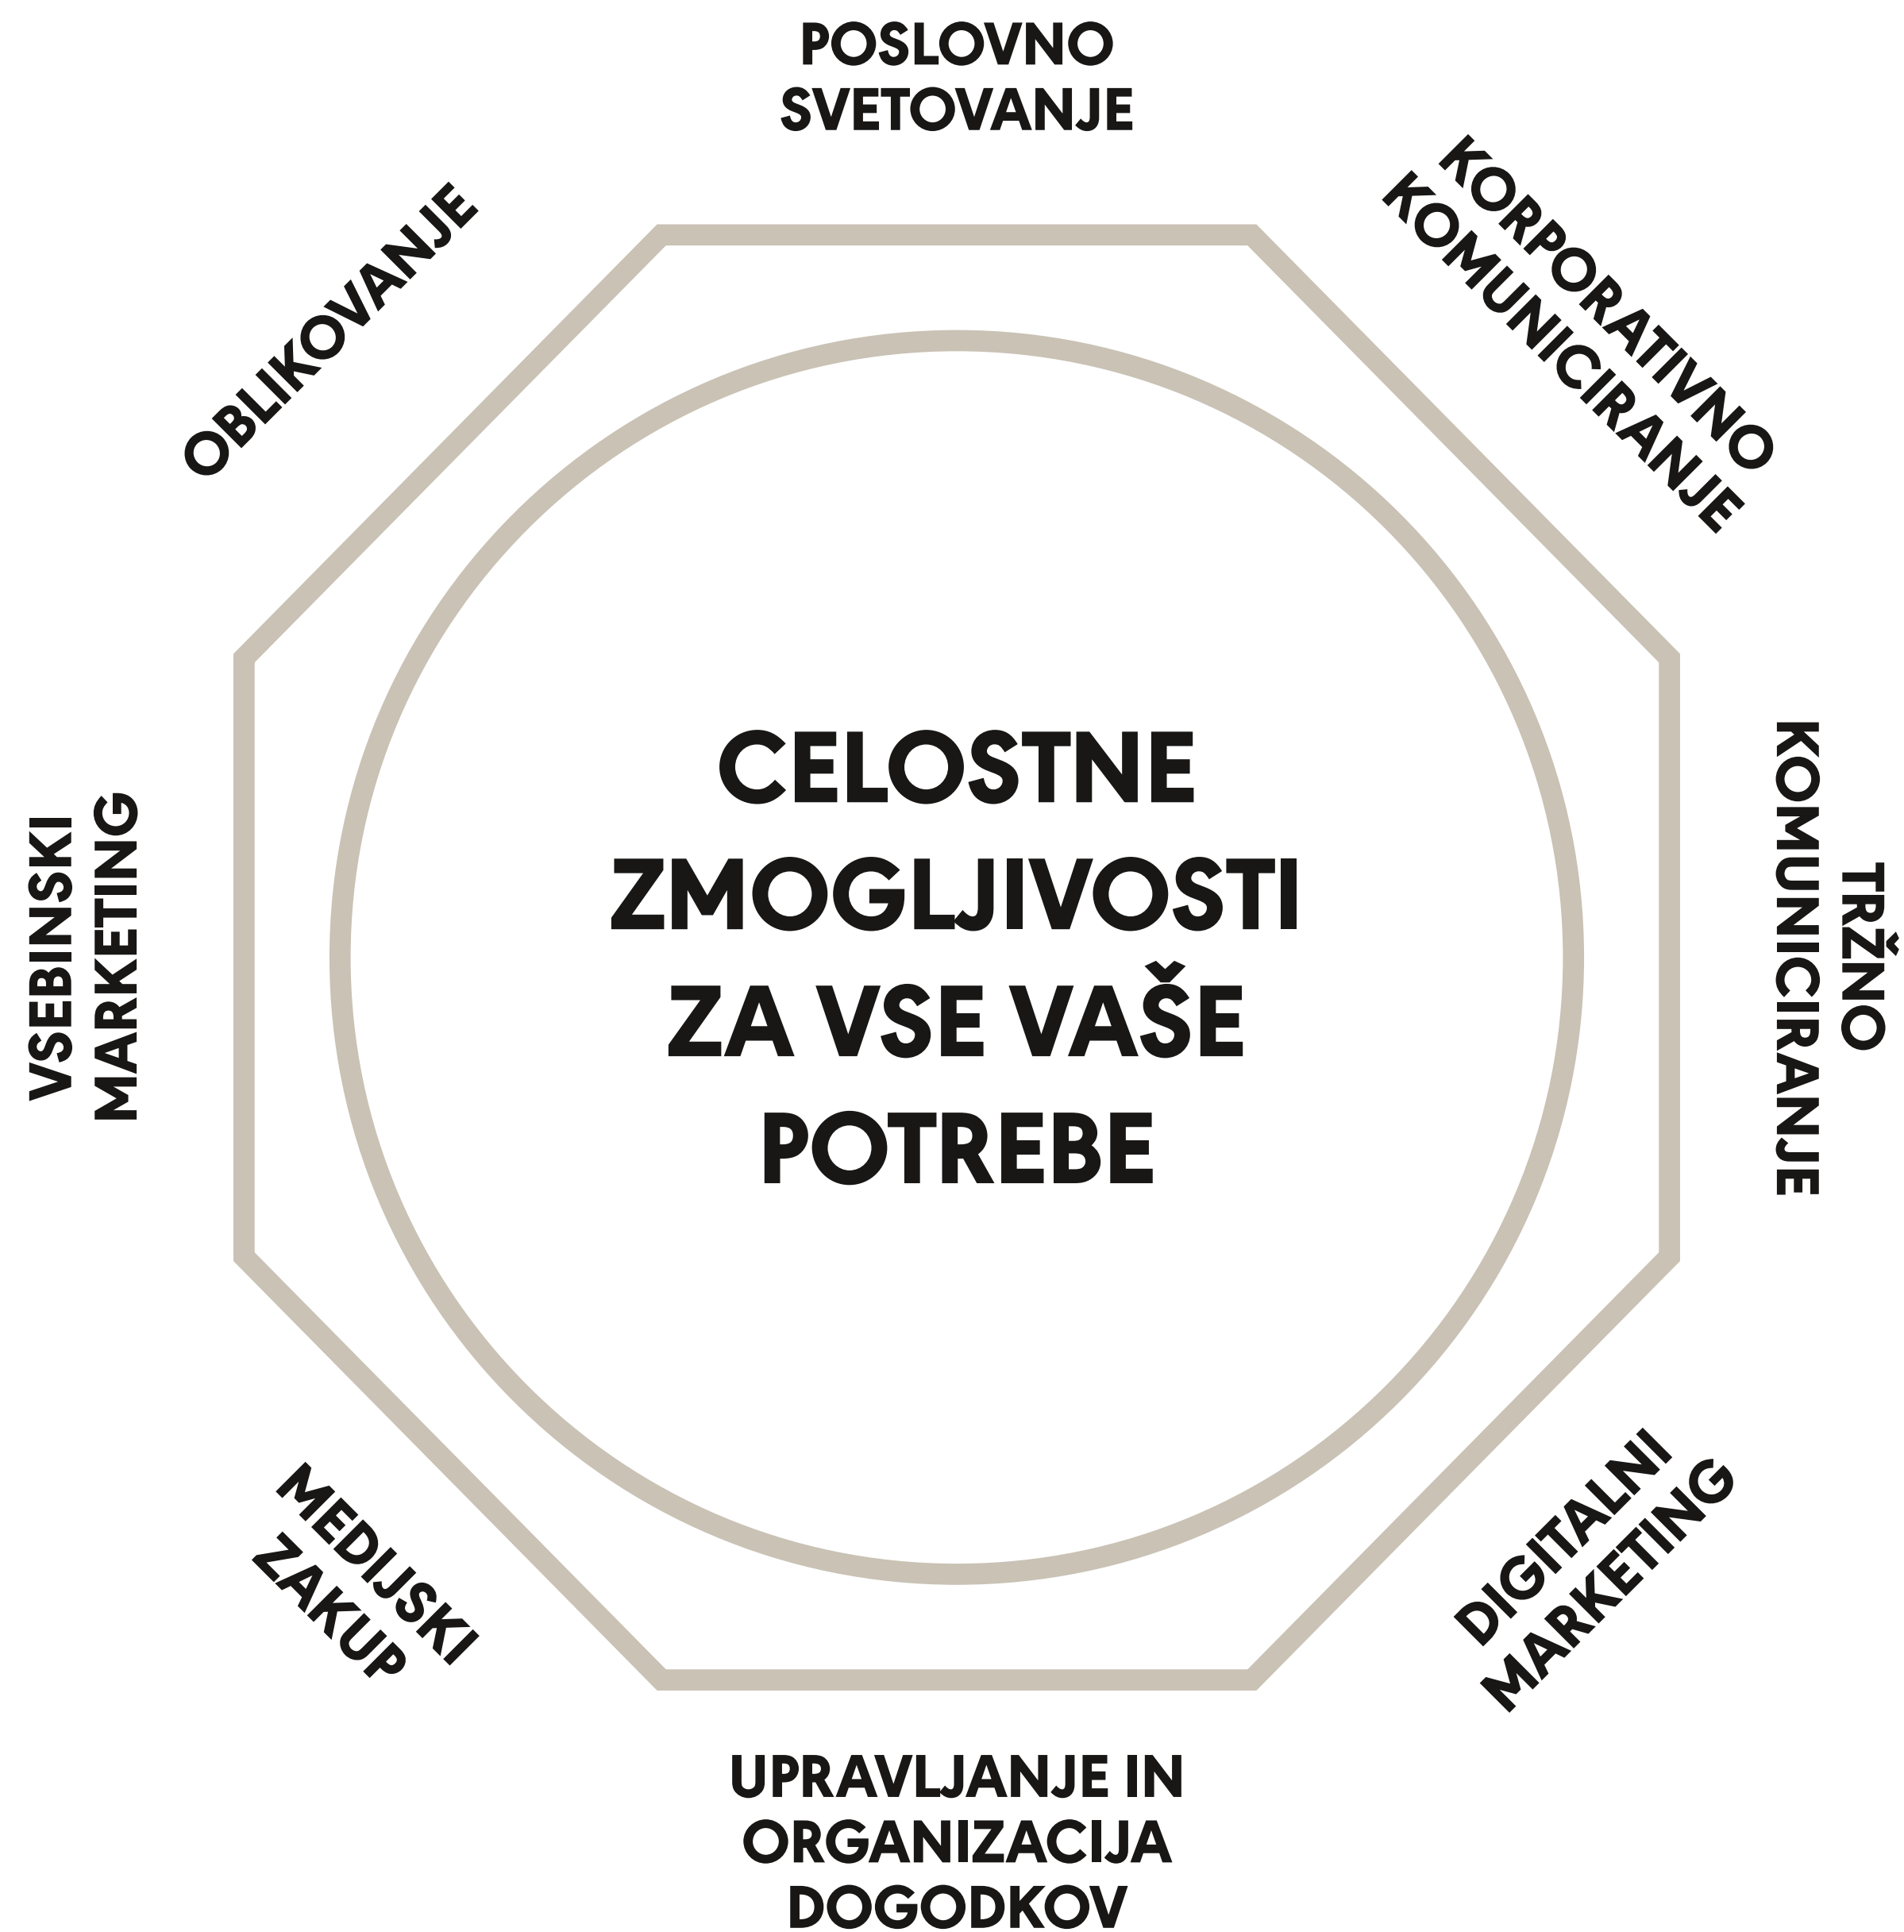 POSLOVNO
SVETOVANJE
KORPORATIVNO
KOMUNICIRANJE
TRŽNO
KOMUNICIRANJE
DIGITALNI
MARKETING
UPRAVLJANJE IN
ORGANIZACIJA
DOGODKOV
MEDIJSKI
ZAKUP
VSEBINSKI
MARKETING
OBLIKOVANJE
CELOSTNE
ZMOGLJIVOSTI
ZA VSE VAŠE
POTREBE